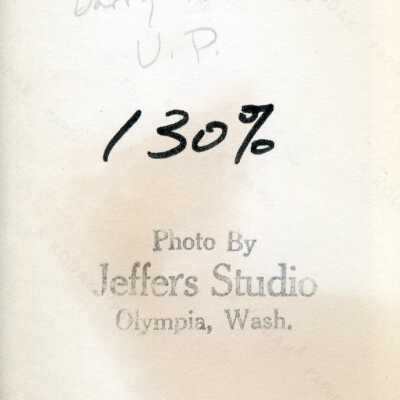 U.P.
130%
Photo By
Jeffers Studio
Olympia, Wash.